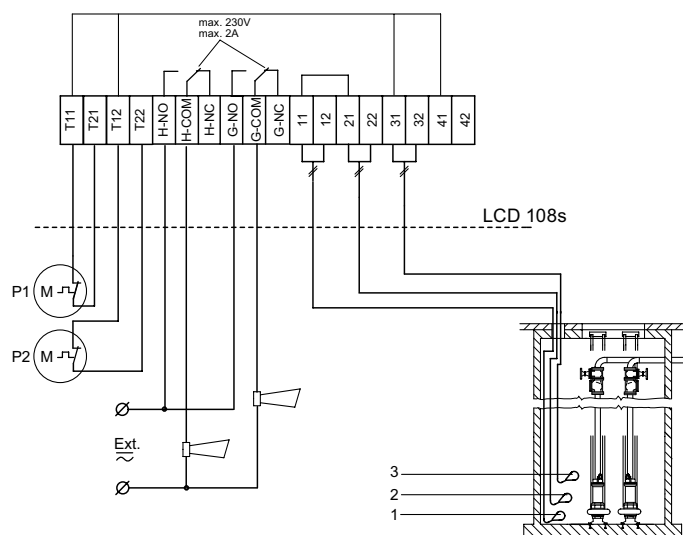 max. 230V
max. 2A
T11 T21 T12 T22 H-NO H-COM H-NC G-NO G-COM G-NC 11 12 21 22 31 32 41 42
LCD 108s
P1 M
P2 M
Ext.
3
2
1